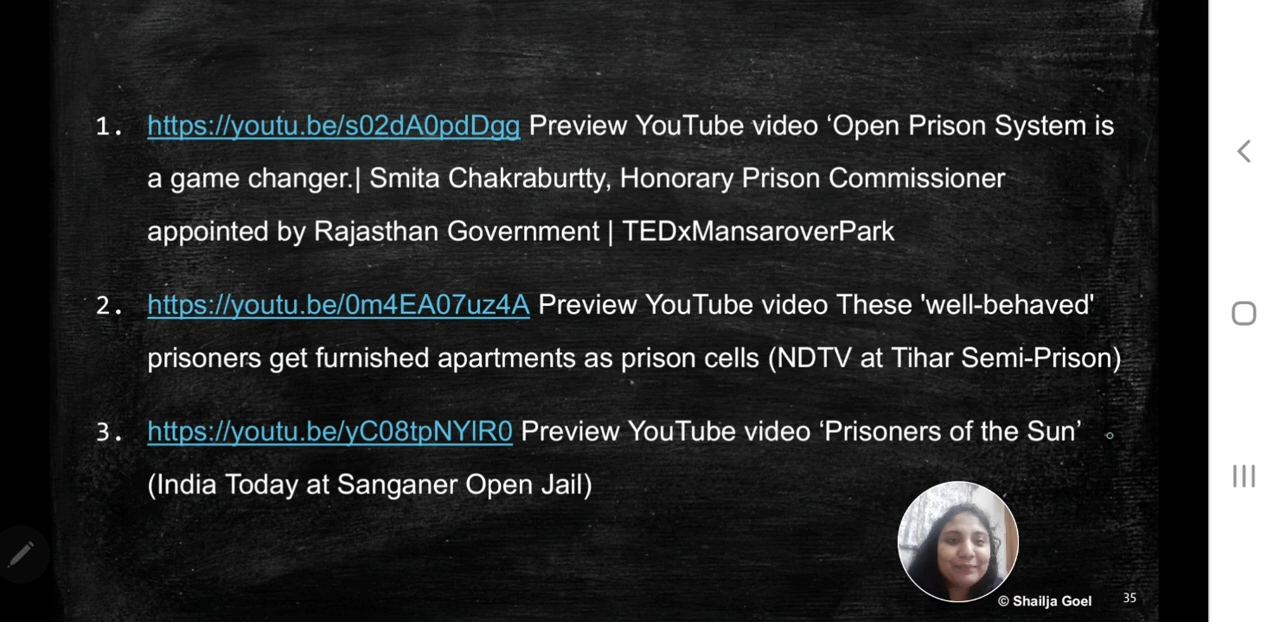 1. https://youtu.be/s02dA0pdDgg Preview YouTube video ‘Open Prison System is
a game changer.| Smita Chakraburtty, Honorary Prison Commissioner
appointed by Rajasthan Government | TEDxMansaroverPark
2. https://youtu.be/0m4EA07uz4A Preview YouTube video These 'well-behaved'
prisoners get furnished apartments as prison cells (NDTV at Tihar Semi-Prison)
3. https://youtu.be/yC08tpNYlR0 Preview YouTube video ‘Prisoners of the Sun’
(India Today at Sanganer Open Jail)
© Shailja Goel 35